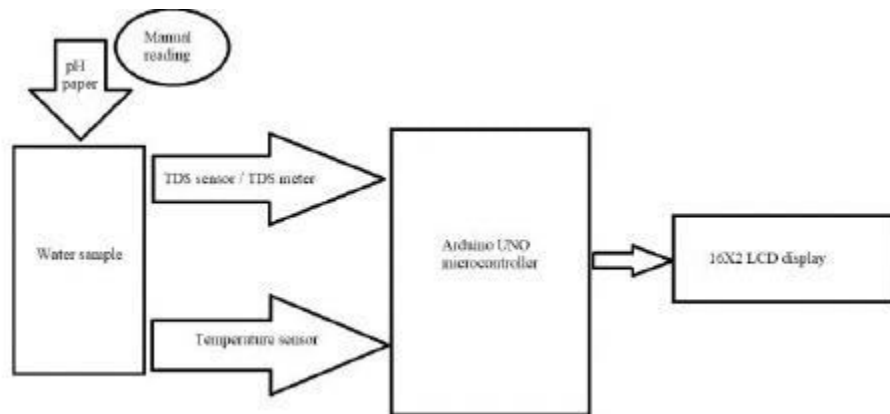 Manual
reading
pH
paper
TDS sensor / TDS meter
Water sample
Arduino UNO
microcontroller
16X2 LCD display
Temperature sensor